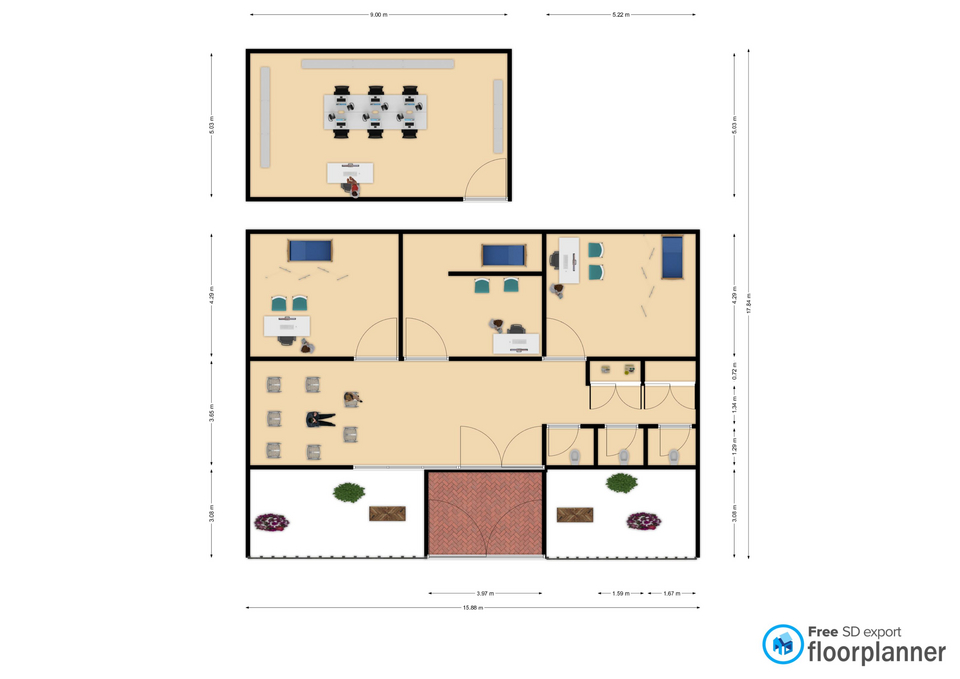 9.00 m
5.22 m
5.03 m
5.03 m
4.29 m
4.29 m
17.84 m
0.72 m
3.65 m
1.34 m
1.29 m
3.08 m
3.08 m
3.97 m
1.59 m
1.67 m
15.88 m
Free SD export
floorplanner